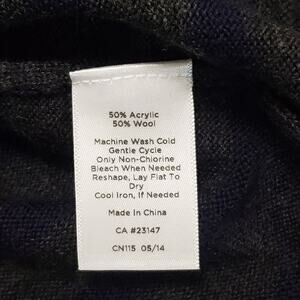 50% Acrylic
50% Wool
Machine Wash Cold
Gentle Cycle
Only Non-Chlorine
Bleach When Needed
Reshape, Lay Flat To
Dry
Cool Iron, If Needed
Made In China
CA #23147
CN115 05/14